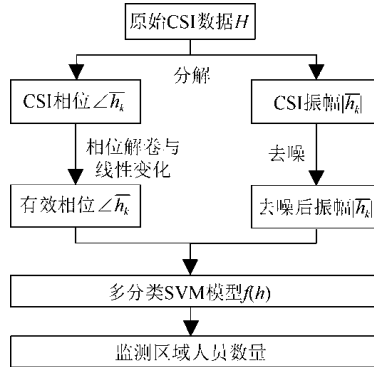 原始CSI数据H
分解
CSI相位∠h̅ₖ
CSI振幅|h̅ₖ|
相位解卷与
线性变化
去噪
有效相位∠h̅ₖ
去噪后振幅|h̅ₖ|
多分类SVM模型f(h)
监测区域人员数量